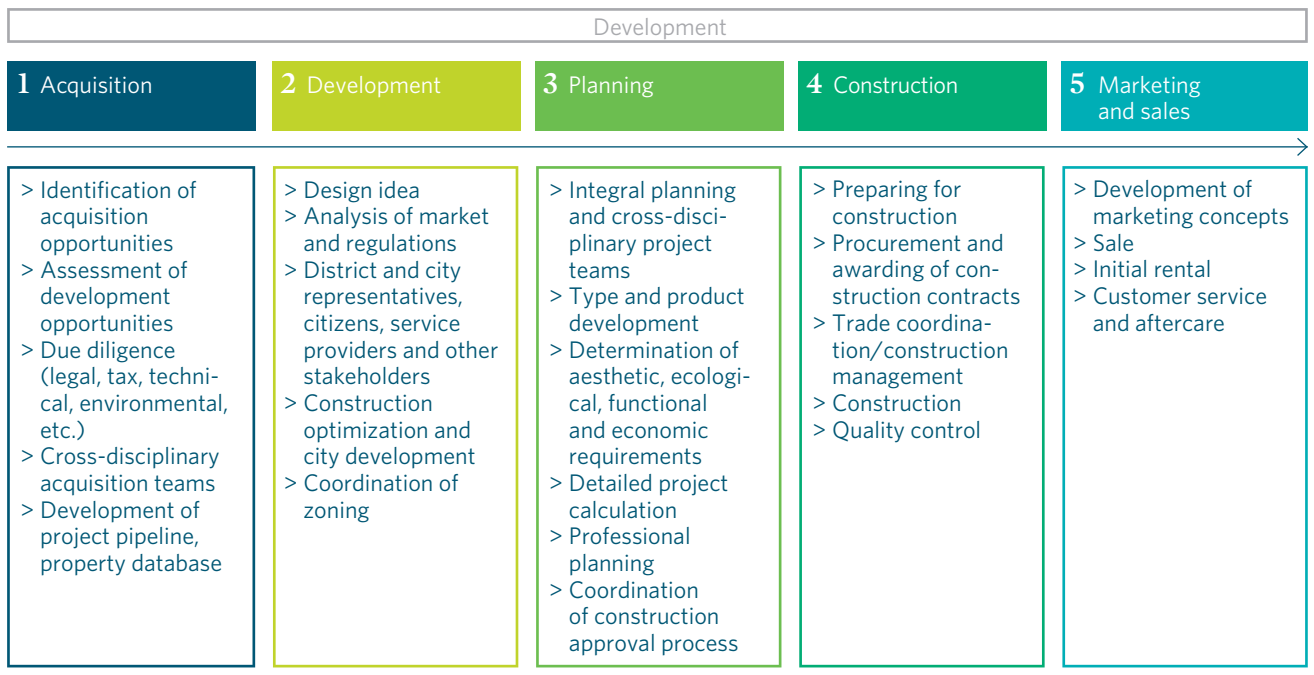 Development
1 Acquisition
2 Development
3 Planning
4 Construction
5 Marketing
and sales
> Identification of
acquisition
opportunities
> Assessment of
development
opportunities
> Due diligence
(legal, tax, techni-
cal, environmental,
etc.)
> Cross-disciplinary
acquisition teams
> Development of
project pipeline,
property database
> Design idea
> Analysis of market
and regulations
> District and city
representatives,
citizens, service
providers and other
stakeholders
> Construction
optimization and
city development
> Coordination of
zoning
> Integral planning
and cross-disci-
plinary project
teams
> Type and product
development
> Determination of
aesthetic, ecologi-
cal, functional
and economic
requirements
> Detailed project
calculation
> Professional
planning
> Coordination
of construction
approval process
> Preparing for
construction
> Procurement and
awarding of con-
struction contracts
> Trade coordina-
tion/construction
management
> Construction
> Quality control
> Development of
marketing concepts
> Sale
> Initial rental
> Customer service
and aftercare